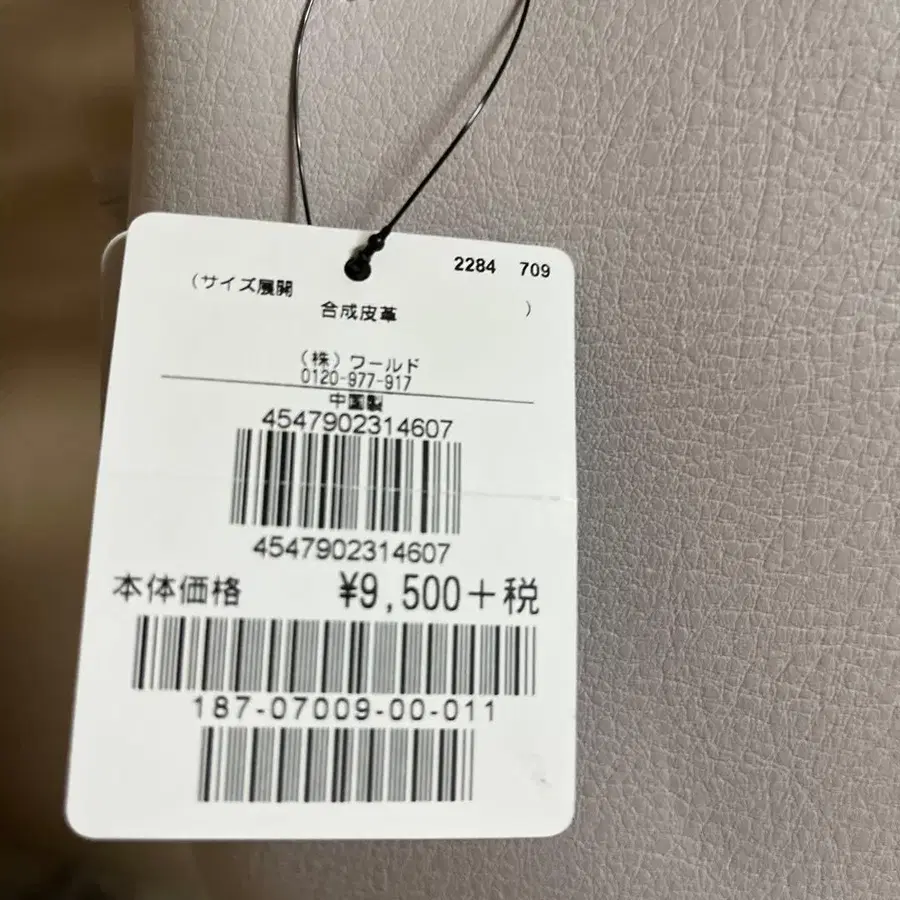 2284 709
（サイズ展開 ）
合成皮革
（株）ワールド
0120-977-917
中国製
4547902314607
4547902314607
本体価格 ¥9,500+税
187-07009-00-011